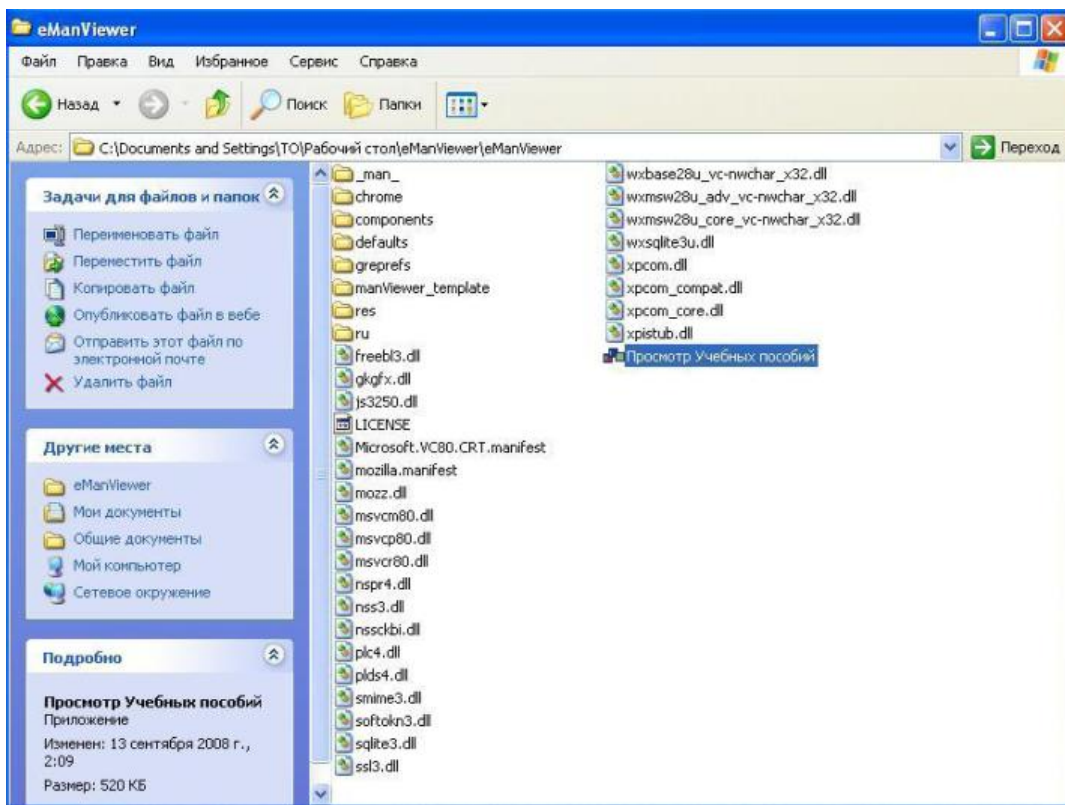 eManViewer
Файл Правка Вид Избранное Сервис Справка
Назад Поиск Папки
Адрес: C:\Documents and Settings\ТО\Рабочий стол\eManViewer\eManViewer Переход
Задачи для файлов и папок
Переименовать файл
Переместить файл
Копировать файл
Опубликовать файл в вебе
Отправить этот файл по
электронной почте
Удалить файл
Другие места
eManViewer
Мои документы
Общие документы
Мой компьютер
Сетевое окружение
Подробно
Просмотр Учебных пособий
Приложение
Изменен: 13 сентября 2008 г.,
2:09
Размер: 520 КБ
_man_
chrome
components
defaults
greprefs
manViewer_template
res
ru
freebl3.dll
gkgfx.dll
js3250.dll
LICENSE
Microsoft.VC80.CRT.manifest
mozilla.manifest
mozz.dll
msvcm80.dll
msvcp80.dll
msvcr80.dll
nspr4.dll
nss3.dll
nssckbi.dll
plc4.dll
plds4.dll
smime3.dll
softokn3.dll
sqlite3.dll
ssl3.dll
wxbase28u_vc-nwchar_x32.dll
wxmsw28u_adv_vc-nwchar_x32.dll
wxmsw28u_core_vc-nwchar_x32.dll
wxsqlite3u.dll
xpcom.dll
xpcom_compat.dll
xpcom_core.dll
xpistub.dll
Просмотр Учебных пособий